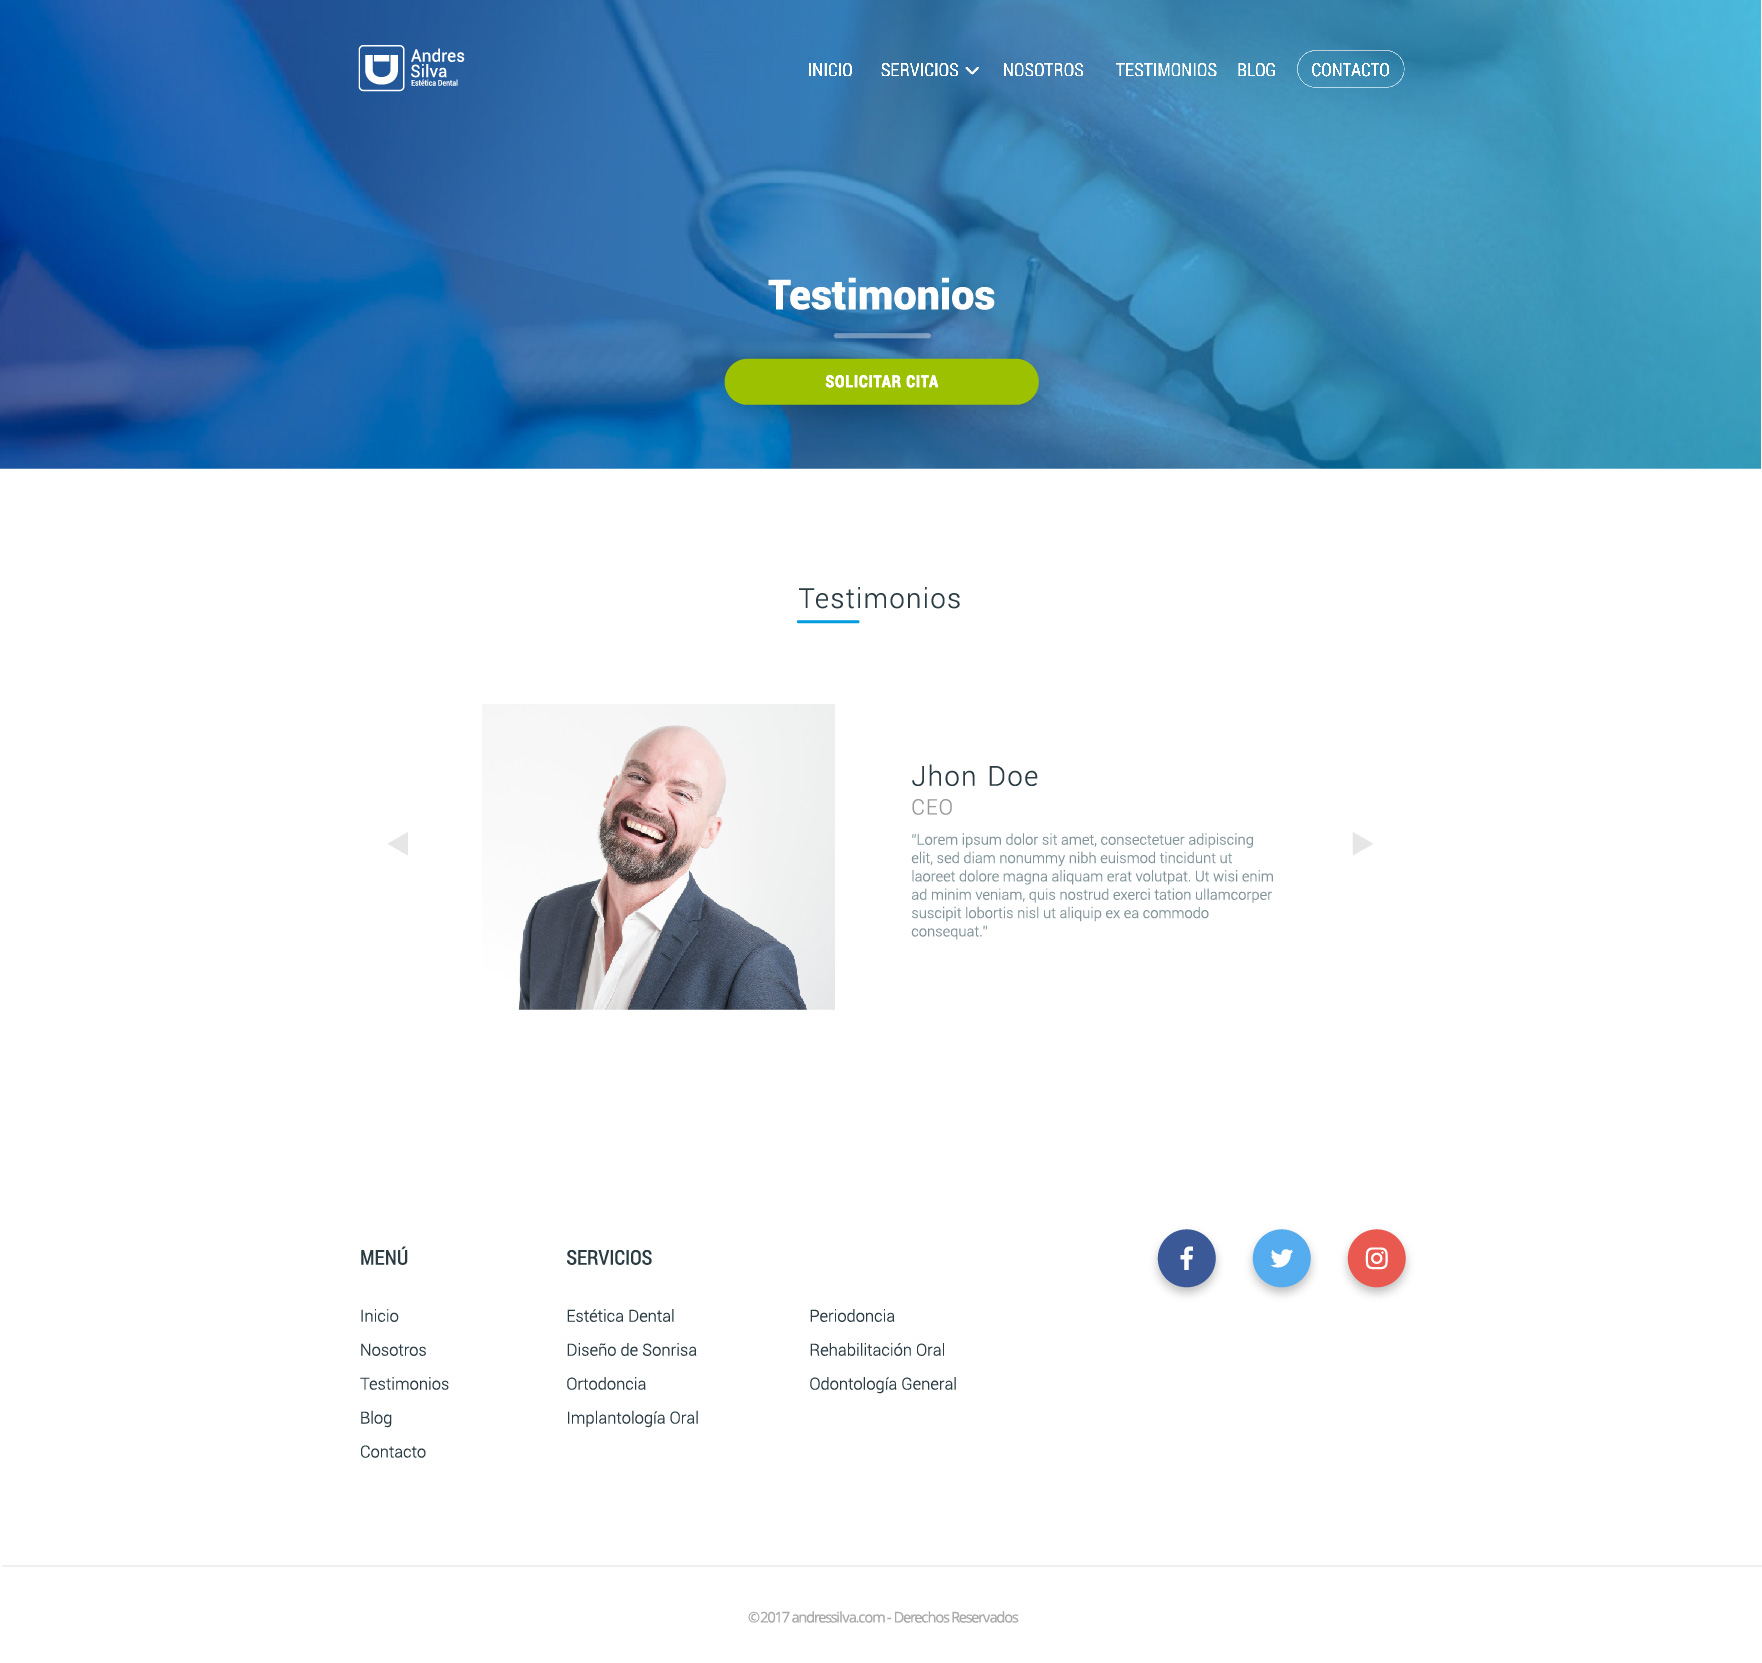 Andres
Silva
Estética Dental
INICIO
SERVICIOS
NOSOTROS
TESTIMONIOS
BLOG
CONTACTO
Testimonios
SOLICITAR CITA
Testimonios
Jhon Doe
CEO
“Lorem ipsum dolor sit amet, consectetuer adipiscing
elit, sed diam nonummy nibh euismod tincidunt ut
laoreet dolore magna aliquam erat volutpat. Ut wisi enim
ad minim veniam, quis nostrud exerci tation ullamcorper
suscipit lobortis nisl ut aliquip ex ea commodo
consequat.”
MENÚ
Inicio
Nosotros
Testimonios
Blog
Contacto
SERVICIOS
Estética Dental
Diseño de Sonrisa
Ortodoncia
Implantología Oral
Periodoncia
Rehabilitación Oral
Odontología General
©2017 andressilva.com - Derechos Reservados